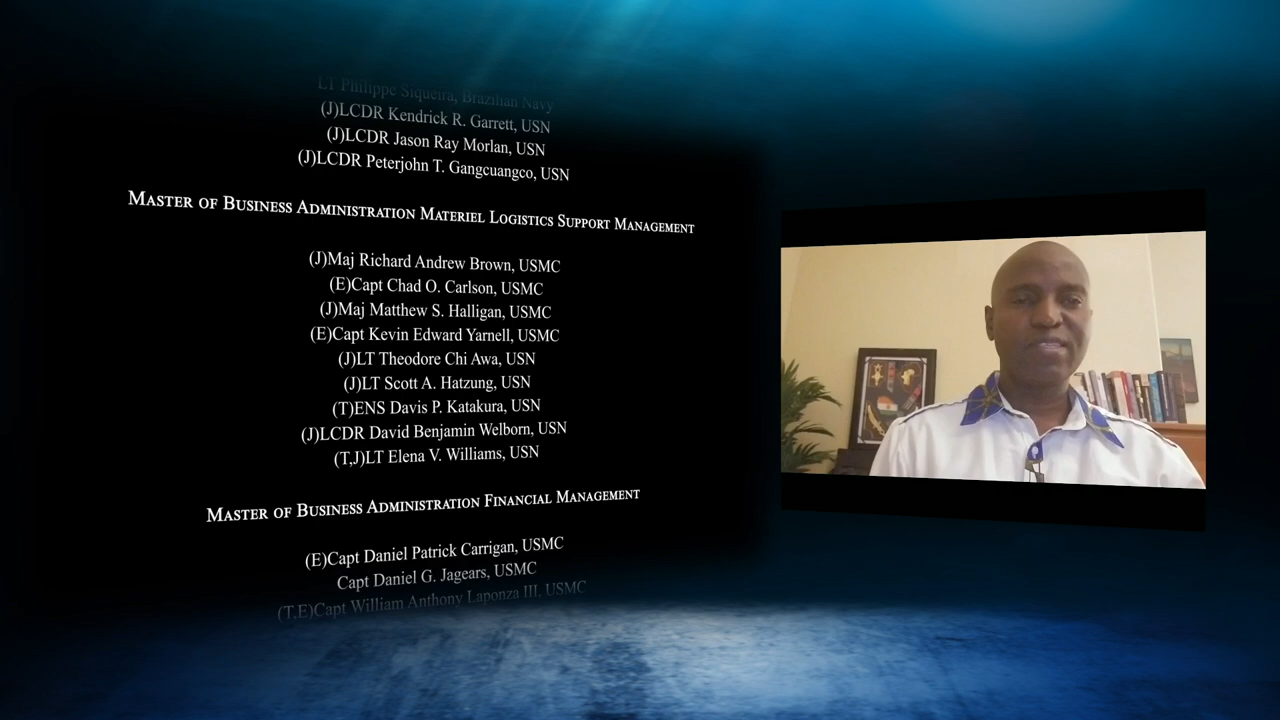 LT Philippe Siqueira, Brazilian Navy
(J)LCDR Kendrick R. Garrett, USN
(J)LCDR Jason Ray Morlan, USN
(J)LCDR Peterjohn T. Gangcuangco, USN
Master of Business Administration Materiel Logistics Support Management
(J)Maj Richard Andrew Brown, USMC
(E)Capt Chad O. Carlson, USMC
(J)Maj Matthew S. Halligan, USMC
(E)Capt Kevin Edward Yarnell, USMC
(J)LT Theodore Chi Awa, USN
(J)LT Scott A. Hatzung, USN
(T)ENS Davis P. Katakura, USN
(J)LCDR David Benjamin Welborn, USN
(T,J)LT Elena V. Williams, USN
Master of Business Administration Financial Management
(E)Capt Daniel Patrick Carrigan, USMC
Capt Daniel G. Jagears, USMC
(T,E)Capt William Anthony Laponza III, USMC